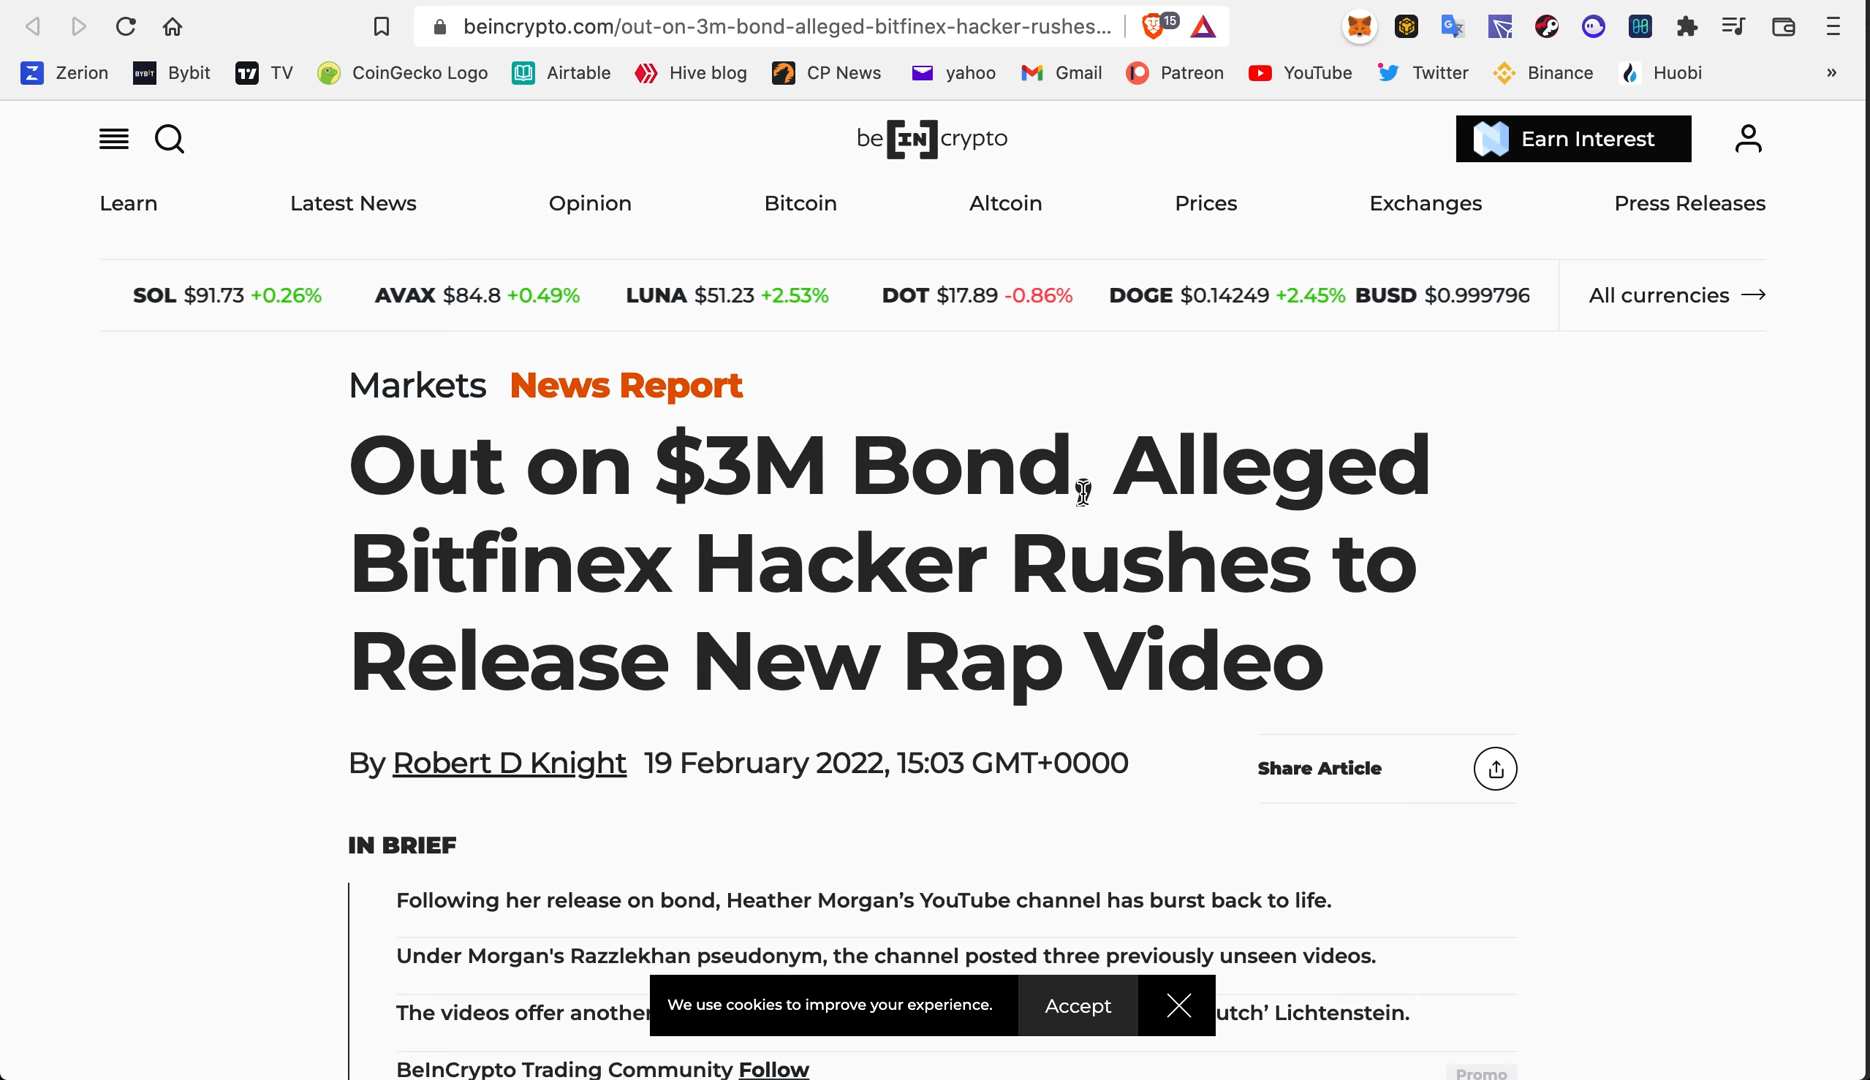 beincrypto.com/out-on-3m-bond-alleged-bitfinex-hacker-rushes... 15
Zerion BYBIT Bybit TV CoinGecko Logo Airtable Hive blog CP News yahoo Gmail Patreon YouTube Twitter Binance Huobi »
be[IN]crypto Earn Interest
Learn Latest News Opinion Bitcoin Altcoin Prices Exchanges Press Releases
SOL $91.73 +0.26% AVAX $84.8 +0.49% LUNA $51.23 +2.53% DOT $17.89 -0.86% DOGE $0.14249 +2.45% BUSD $0.999796 All currencies →
Markets News Report
Out on $3M Bond, Alleged
Bitfinex Hacker Rushes to
Release New Rap Video
By Robert D Knight 19 February 2022, 15:03 GMT+0000
Share Article
IN BRIEF
Following her release on bond, Heather Morgan’s YouTube channel has burst back to life.
Under Morgan's Razzlekhan pseudonym, the channel posted three previously unseen videos.
We use cookies to improve your experience. Accept
The videos offer another utch’ Lichtenstein.
BeInCrypto Trading Community Follow
Promo